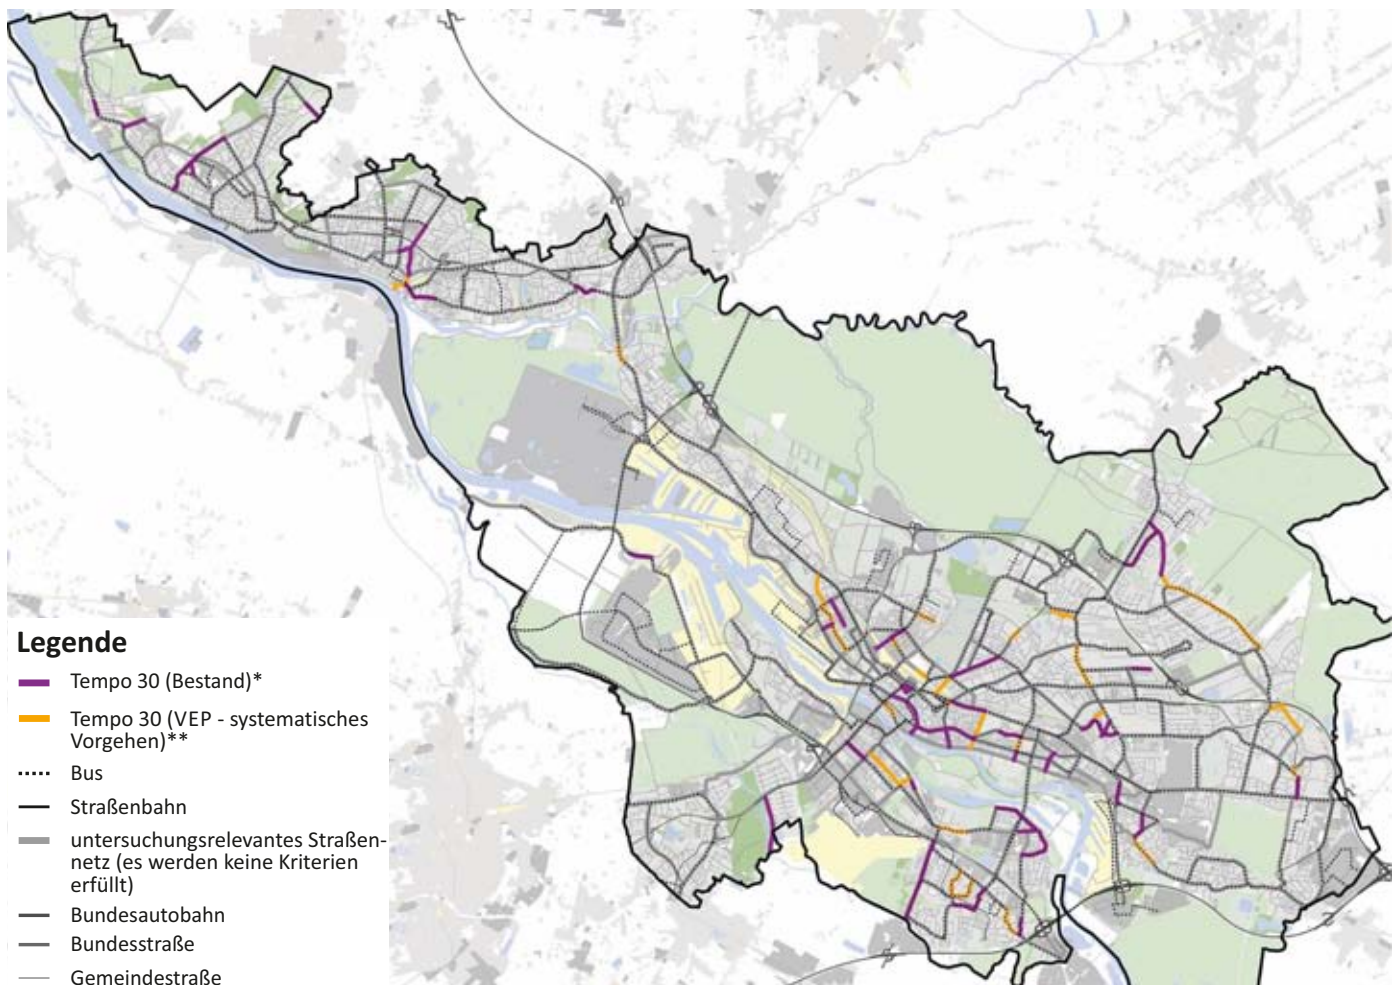 Legende
Tempo 30 (Bestand)*
Tempo 30 (VEP - systematisches
Vorgehen)**
Bus
Straßenbahn
untersuchungsrelevantes Straßen-
netz (es werden keine Kriterien
erfüllt)
Bundesautobahn
Bundesstraße
Gemeindestraße